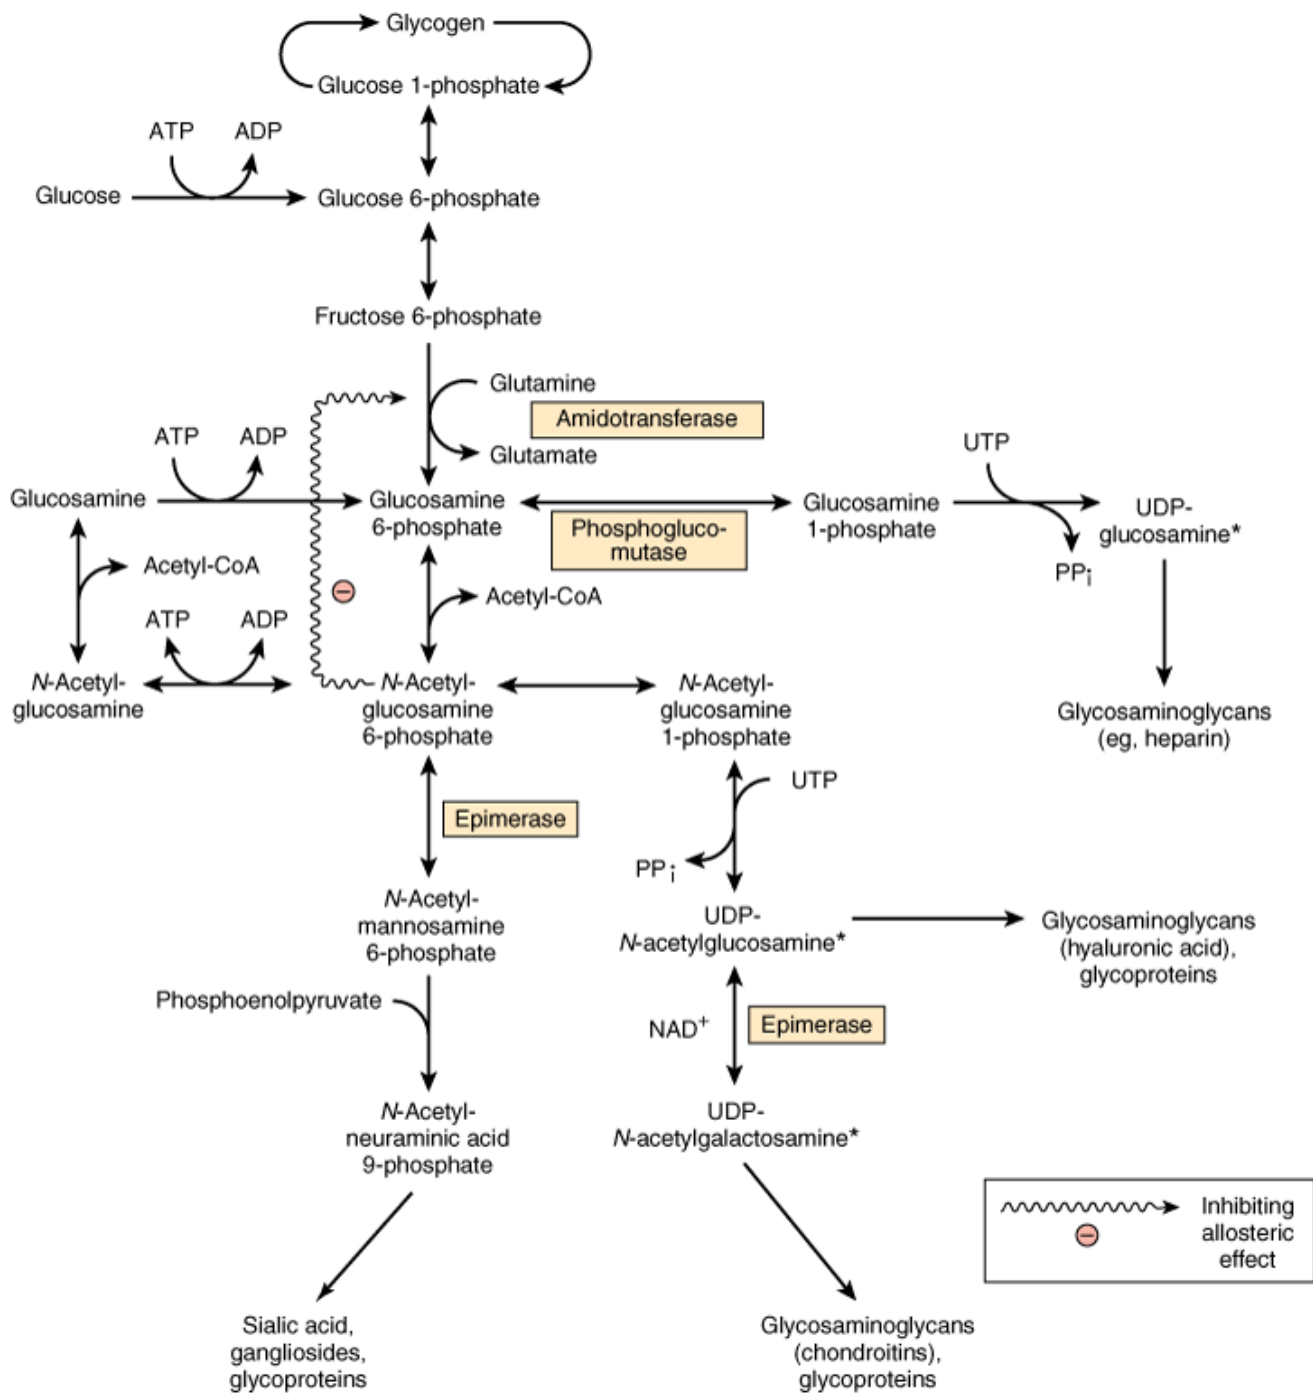 Glycogen
Glucose 1-phosphate
ATP
ADP
Glucose
Glucose 6-phosphate
Fructose 6-phosphate
Glutamine
Amidotransferase
Glutamate
ATP
ADP
UTP
Glucosamine
Glucosamine
6-phosphate
Phosphogluco-
mutase
Glucosamine
1-phosphate
UDP-
glucosamine*
PPi
Acetyl-CoA
Acetyl-CoA
ATP
ADP
N-Acetyl-
glucosamine
N-Acetyl-
glucosamine
6-phosphate
N-Acetyl-
glucosamine
1-phosphate
Glycosaminoglycans
(eg, heparin)
UTP
Epimerase
PPi
N-Acetyl-
mannosamine
6-phosphate
UDP-
N-acetylglucosamine*
Glycosaminoglycans
(hyaluronic acid),
glycoproteins
Phosphoenolpyruvate
NAD+
Epimerase
N-Acetyl-
neuraminic acid
9-phosphate
UDP-
N-acetylgalactosamine*
Inhibiting
allosteric
effect
Sialic acid,
gangliosides,
glycoproteins
Glycosaminoglycans
(chondroitins),
glycoproteins